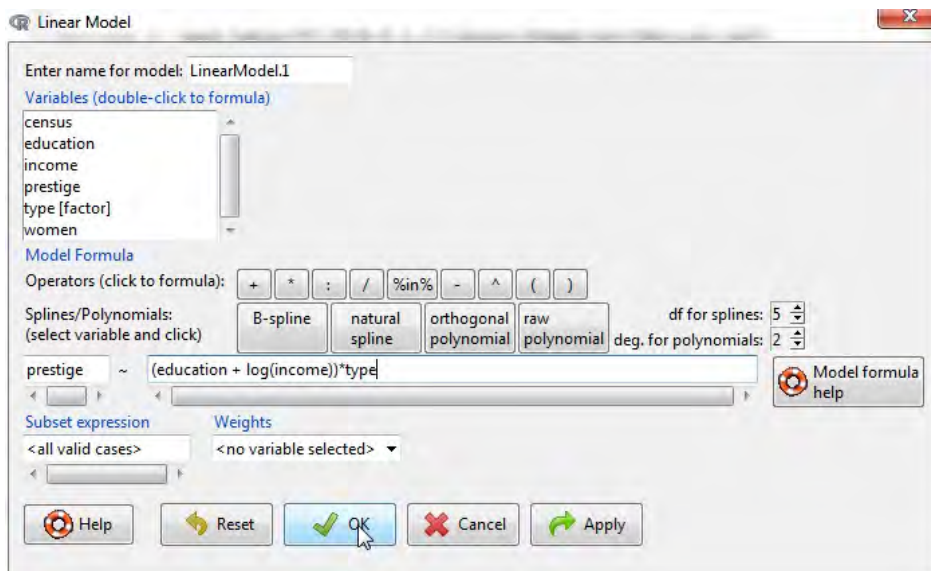 Linear Model
Enter name for model: LinearModel.1
Variables (double-click to formula)
census
education
income
prestige
type [factor]
women
Model Formula
Operators (click to formula): + * : / %in% - ^ ( )
Splines/Polynomials:
(select variable and click)
B-spline
natural
spline
orthogonal
polynomial
raw
polynomial
df for splines: 5
deg. for polynomials: 2
prestige ~ (education + log(income))*type
Model formula
help
Subset expression Weights
<all valid cases> <no variable selected>
Help Reset OK Cancel Apply